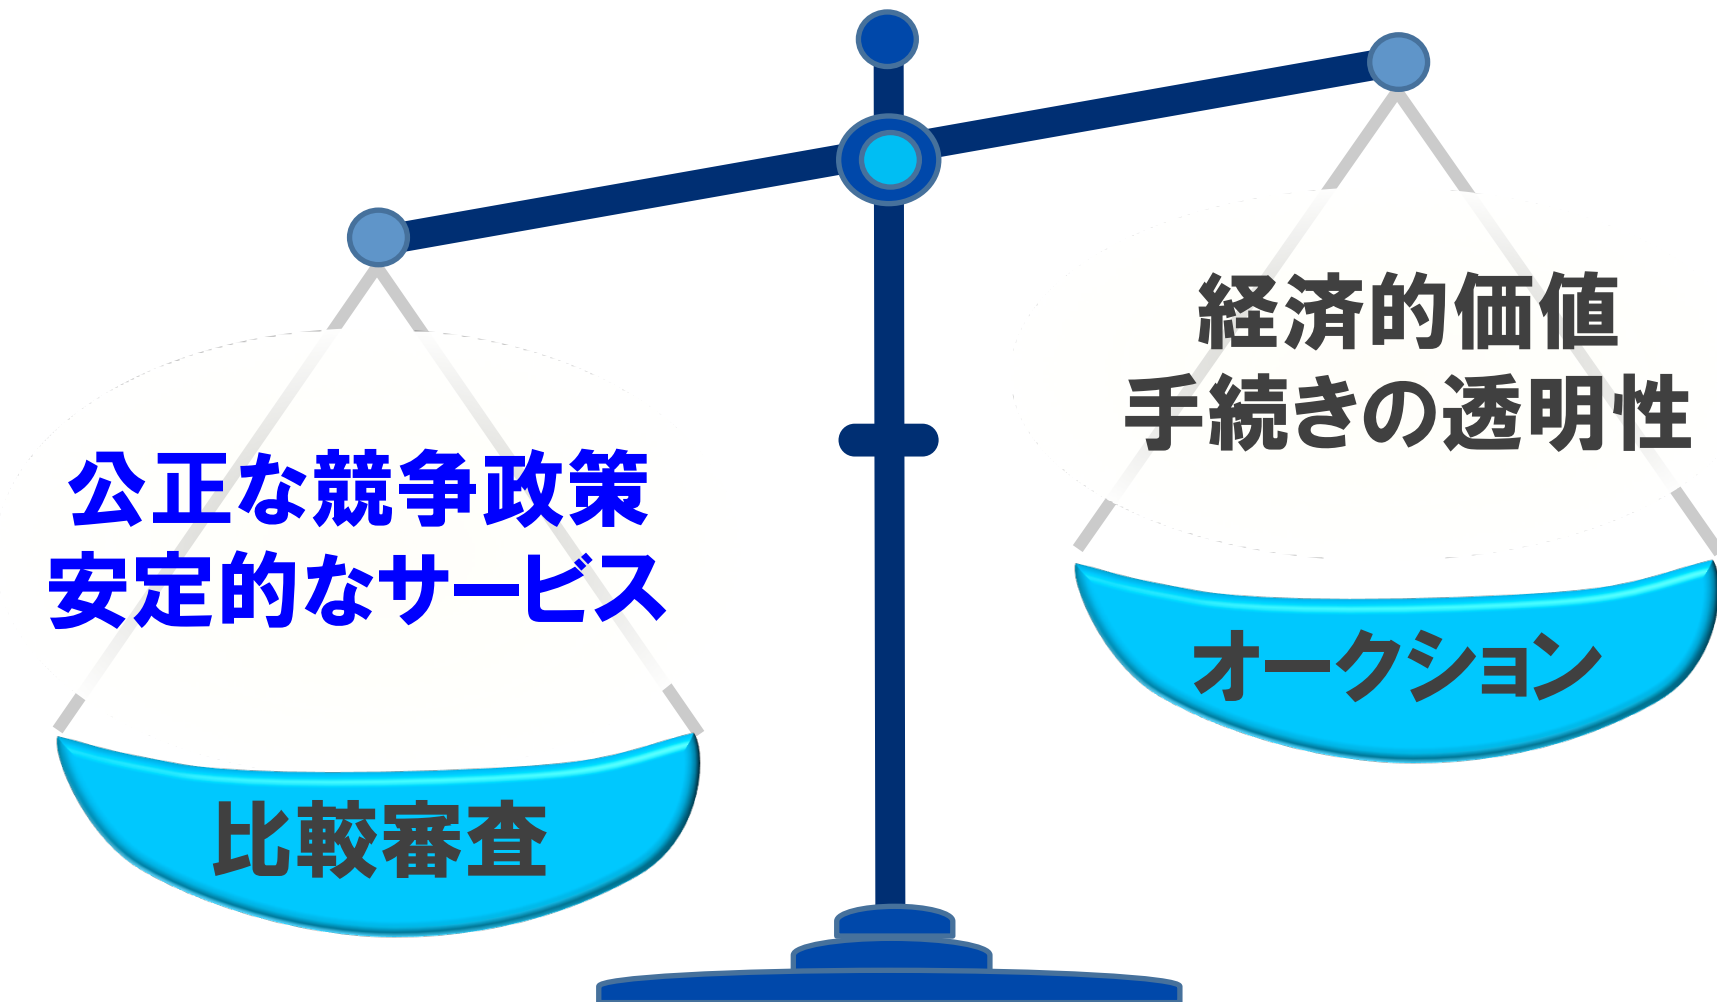 経済的価値
手続きの透明性
オークション
公正な競争政策
安定的なサービス
比較審査